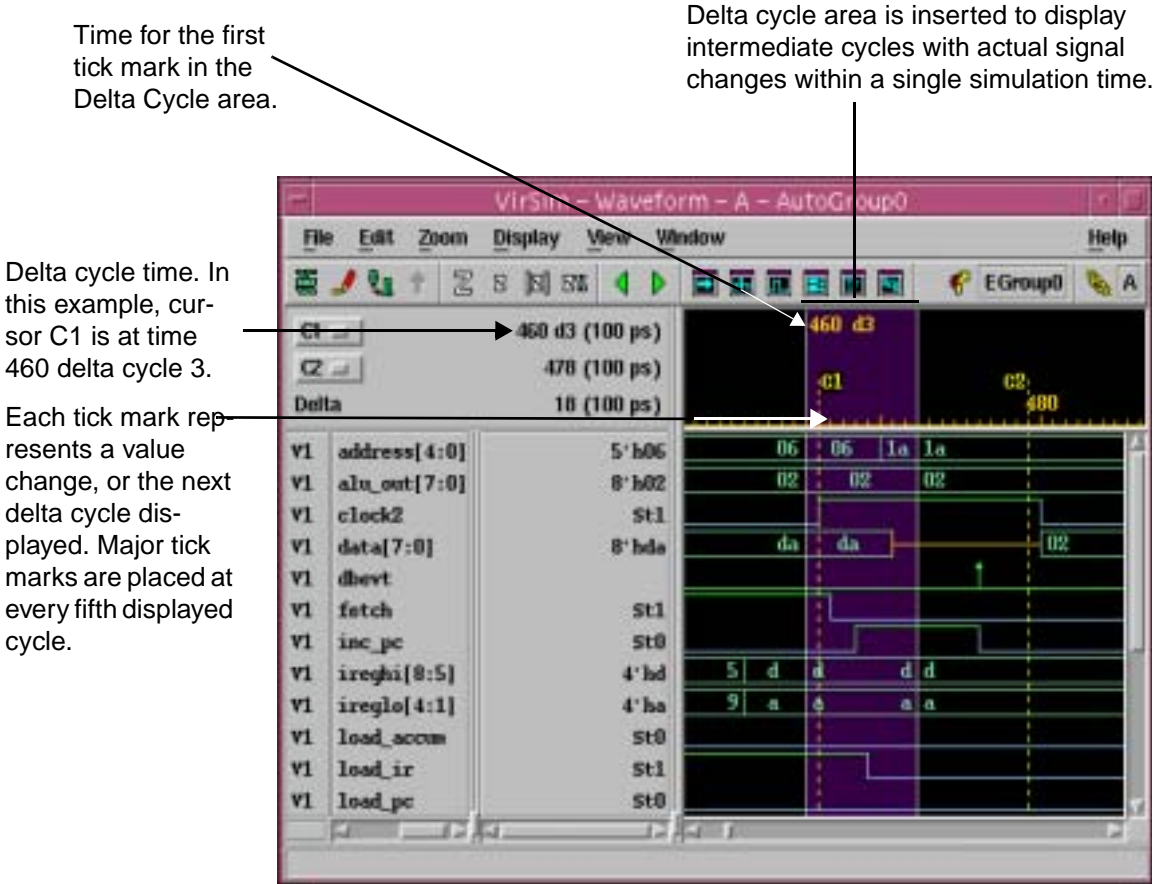 Time for the first
tick mark in the
Delta Cycle area.
Delta cycle area is inserted to display
intermediate cycles with actual signal
changes within a single simulation time.
Delta cycle time. In
this example, cur-
sor C1 is at time
460 delta cycle 3.
Each tick mark rep-
resents a value
change, or the next
delta cycle dis-
played. Major tick
marks are placed at
every fifth displayed
cycle.
VirSim - Waveform - A - AutoGroup0
File Edit Zoom Display View Window Help
EGroup0 A
C1 460 d3 (100 ps) 460 d3
C2 478 (100 ps) C1 C2
Delta 18 (100 ps) 480
V1 address[4:0] 5'h06 06 06 1a 1a
V1 alu_out[7:0] 8'h02 02 02 02
V1 clock2 St1
V1 data[7:0] 8'hda da da 02
V1 dbevt
V1 fetch St1
V1 inc_pc St0
V1 ireghi[8:5] 4'hd 5 d d d d
V1 ireglo[4:1] 4'ha 9 a a a a
V1 load_accum St0
V1 load_ir St1
V1 load_pc St0